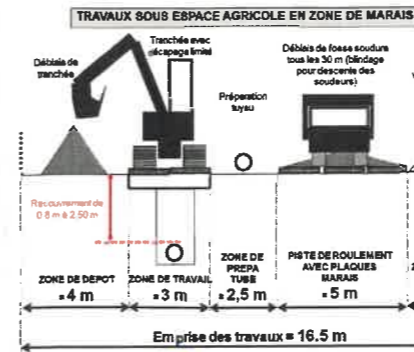 TRAVAUX SOUS ESPACE AGRICOLE EN ZONE DE MARAIS
Déblais de
tranchée
Tranchée avec
décapage limité
Préparation
tuyau
Déblais de fosse soudure
tous les 30 m (blindage
pour descente des
soudeurs)
Recouvrement de
0.8 m à 2,50 m
ZONE DE DEPOT
= 4 m
ZONE DE TRAVAIL
= 3 m
ZONE DE
PREPA
TUBE
= 2,5 m
PISTE DE ROULEMENT
AVEC PLAQUES
MARAIS
= 5 m
Emprise des travaux = 16.5 m